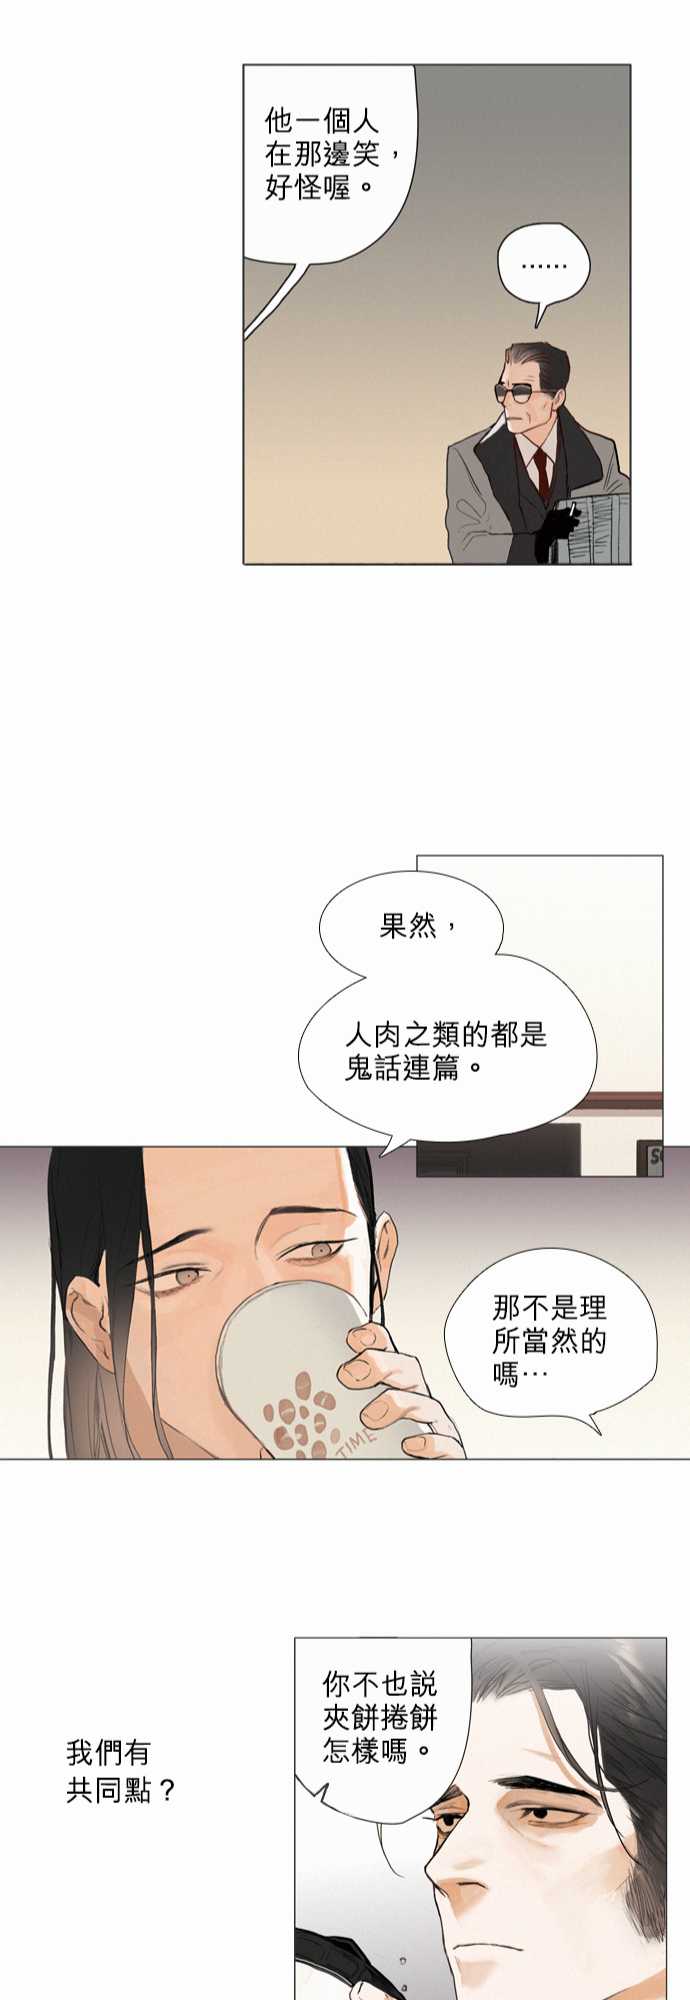 他一個人
在那邊笑，
好怪喔。
……
果然，
人肉之類的都是
鬼話連篇。
那不是理
所當然的
嗎…
TIME
你不也説
夾餅捲餅
怎樣嗎。
我們有
共同點？